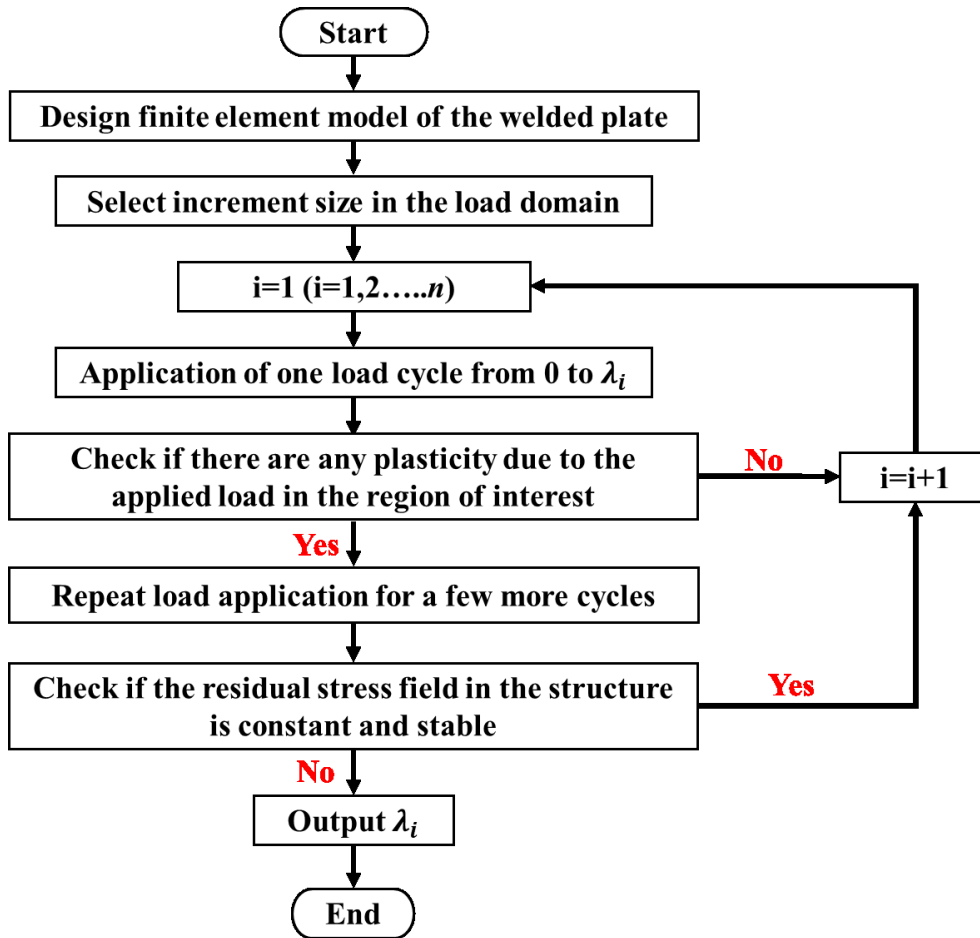 Start
Design finite element model of the welded plate
Select increment size in the load domain
i=1 (i=1,2.....n)
Application of one load cycle from 0 to λᵢ
Check if there are any plasticity due to the
applied load in the region of interest
No
i=i+1
Yes
Repeat load application for a few more cycles
Check if the residual stress field in the structure
is constant and stable
Yes
No
Output λᵢ
End